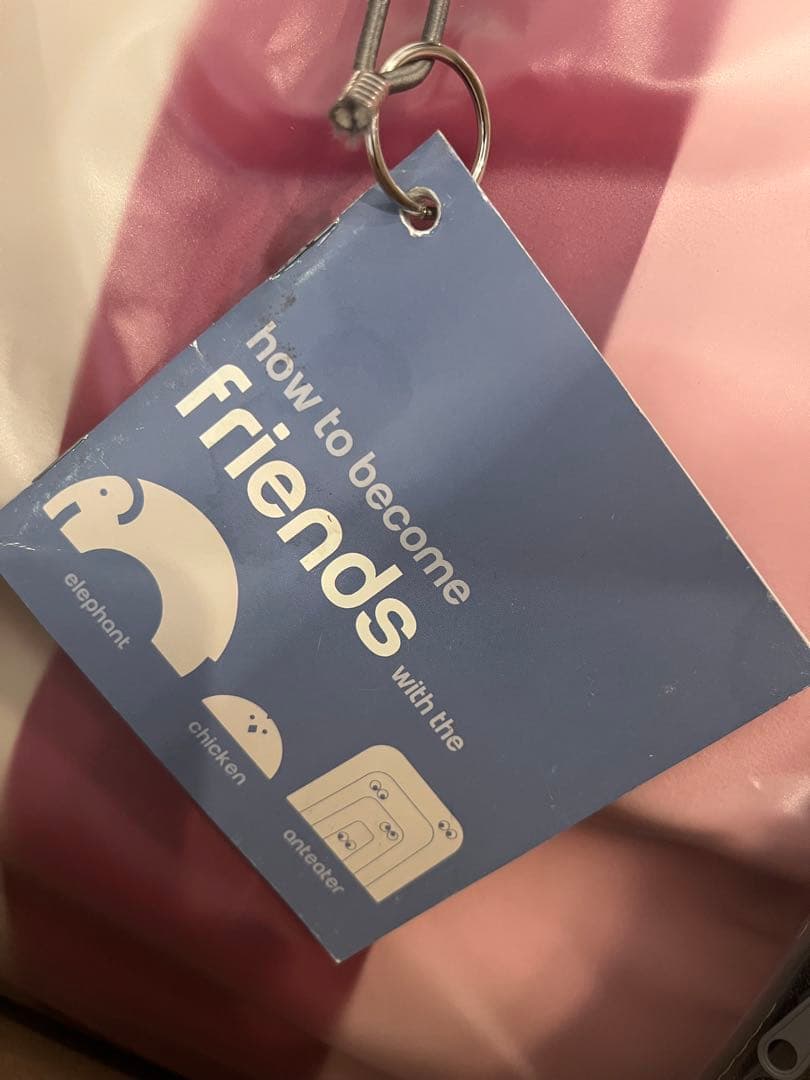 how to become
friends
with the
elephant
chicken
anteater